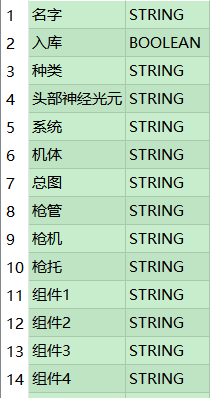 1 名字 STRING
2 入库 BOOLEAN
3 种类 STRING
4 头部神经光元 STRING
5 系统 STRING
6 机体 STRING
7 总图 STRING
8 枪管 STRING
9 枪机 STRING
10 枪托 STRING
11 组件1 STRING
12 组件2 STRING
13 组件3 STRING
14 组件4 STRING